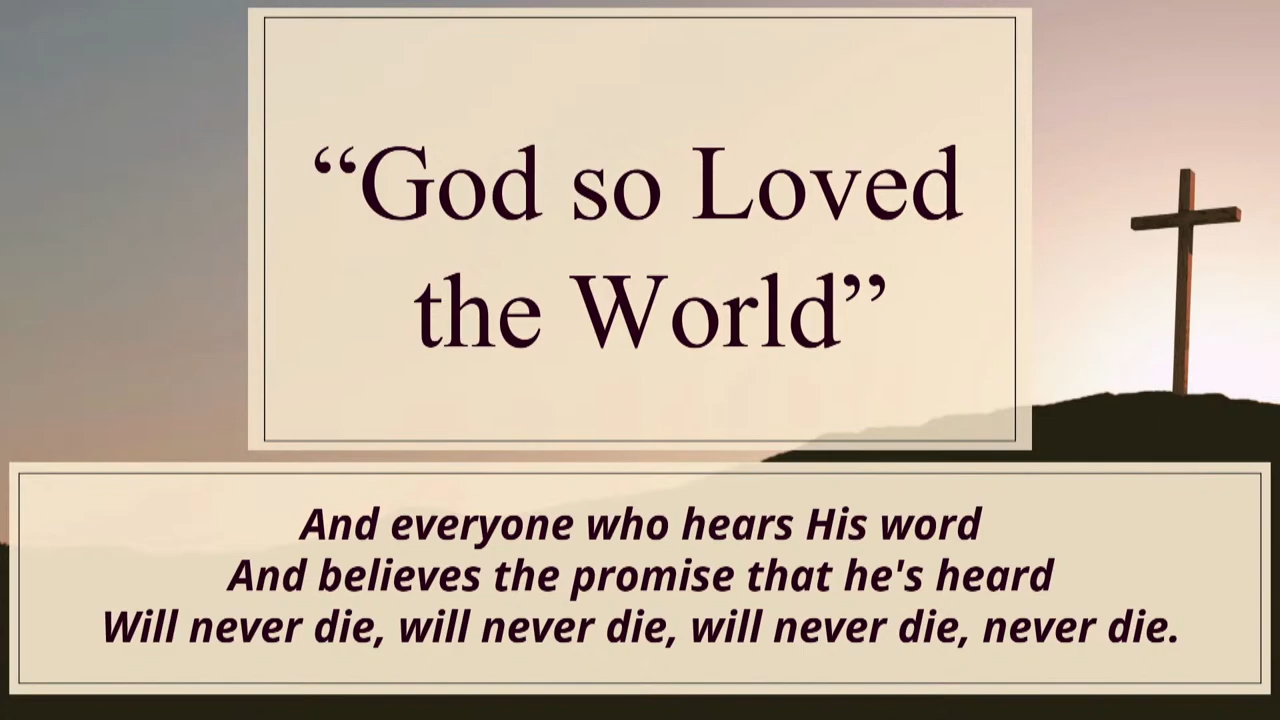 “God so Loved
the World”
And everyone who hears His word
And believes the promise that he's heard
Will never die, will never die, will never die, never die.